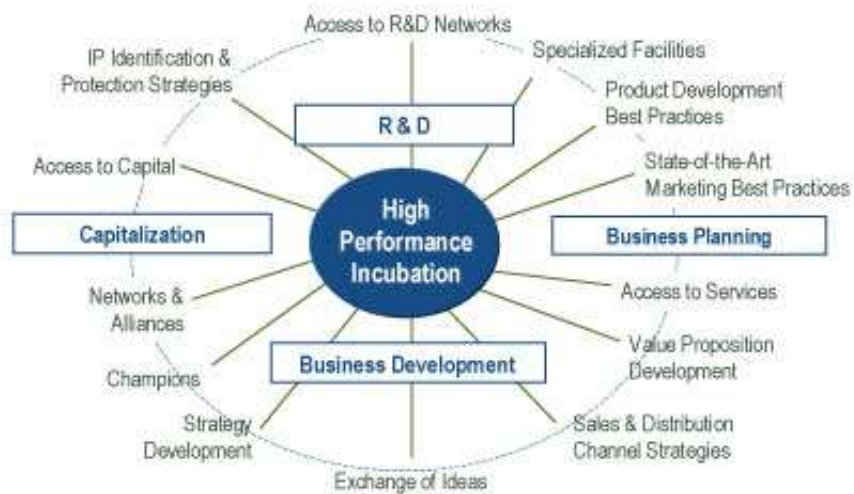 Access to R&D Networks
IP Identification &
Protection Strategies
Specialized Facilities
Product Development
Best Practices
R & D
Access to Capital
State-of-the-Art
Marketing Best Practices
High
Performance
Incubation
Capitalization
Business Planning
Networks &
Alliances
Access to Services
Business Development
Value Proposition
Development
Champions
Strategy
Development
Sales & Distribution
Channel Strategies
Exchange of Ideas